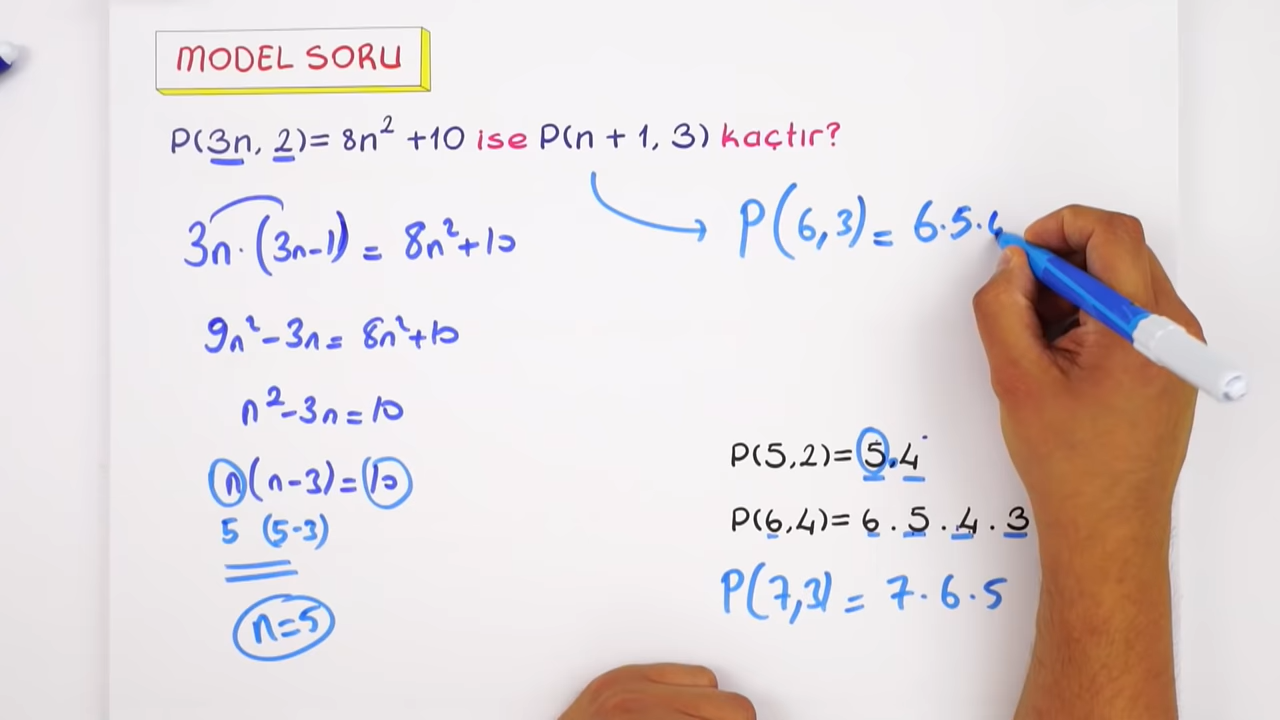 MODEL SORU
P(3n, 2)= 8n² +10 ise P(n + 1, 3) kaçtır?
3n·(3n-1) = 8n²+10
9n²-3n = 8n²+10
n²-3n = 10
n(n-3)=10
5 (5-3)
n=5
P(6,3) = 6·5·4
P(5,2)= 5.4
P(6,4)= 6 . 5 . 4 . 3
P(7,3) = 7·6·5